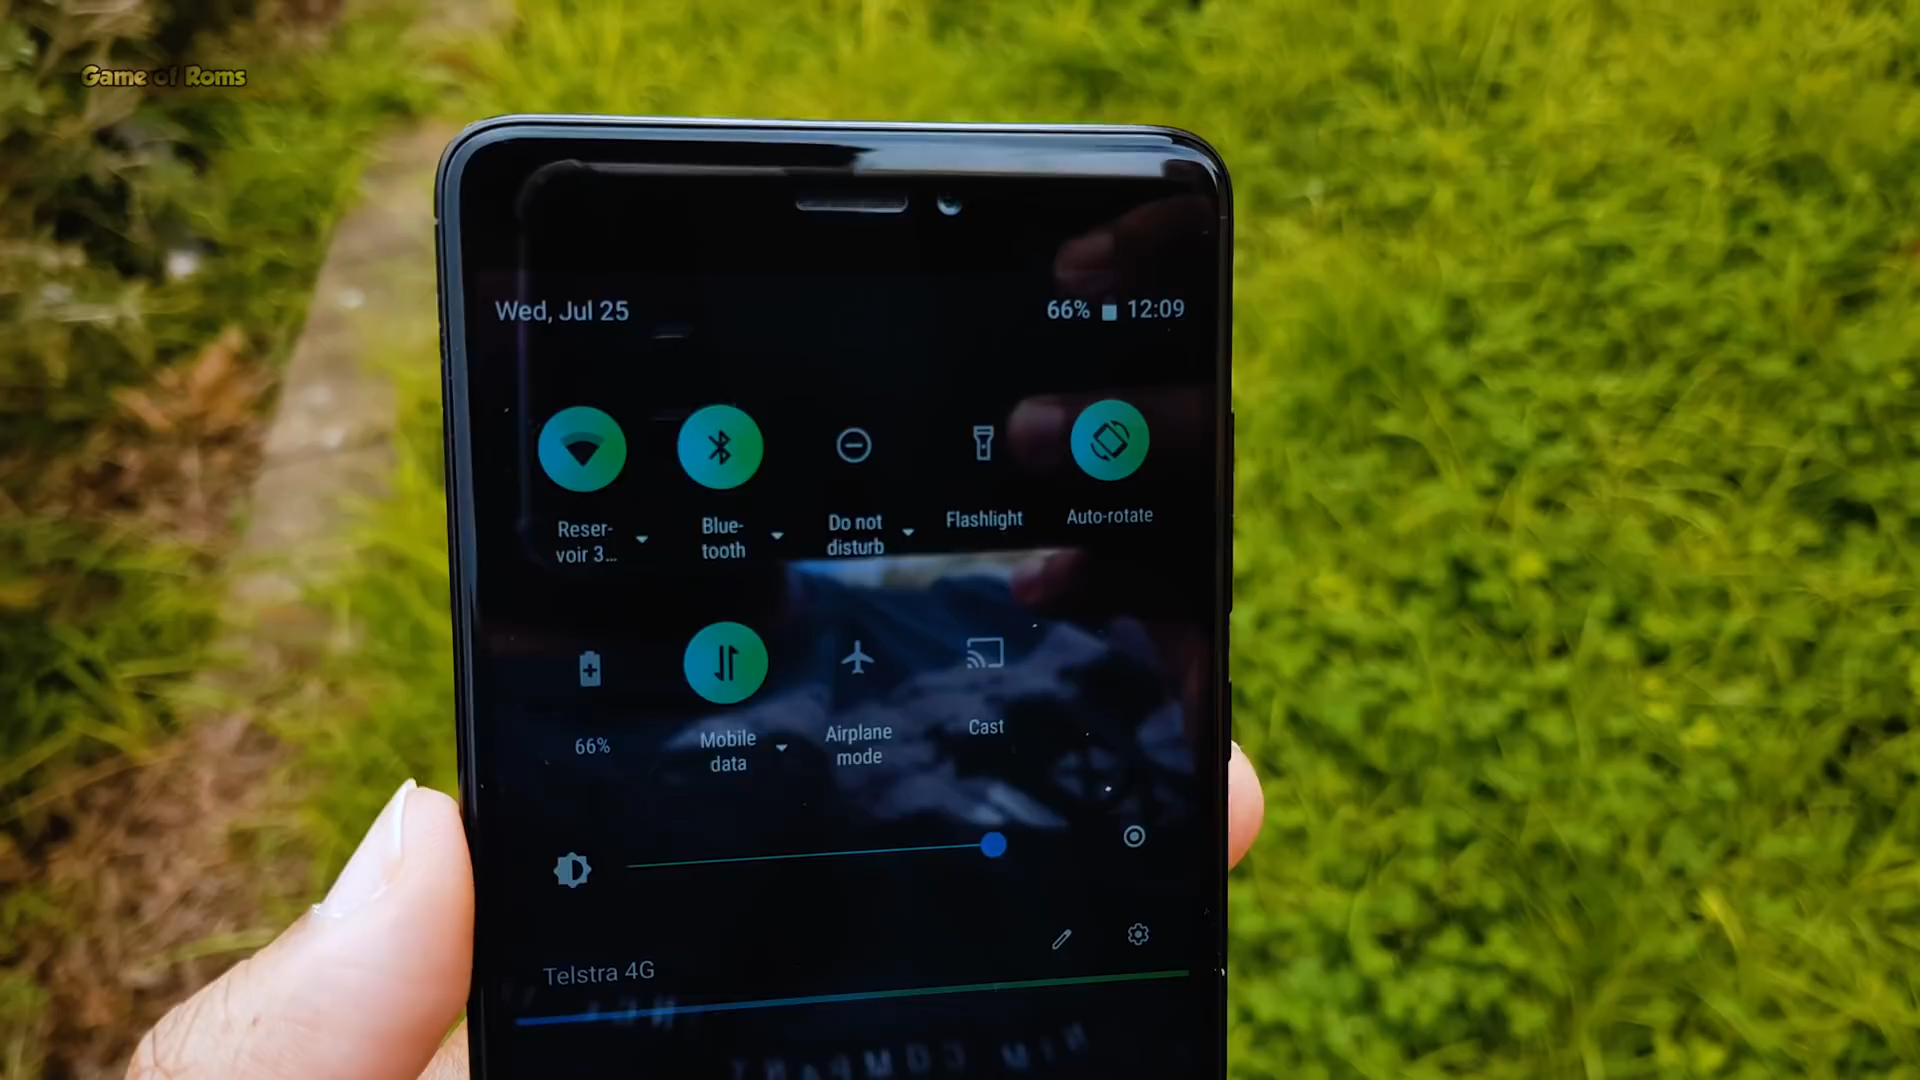 Game of Roms
Wed, Jul 25
66% 12:09
Reser-
voir 3...
Blue-
tooth
Do not
disturb
Flashlight
Auto-rotate
66%
Mobile
data
Airplane
mode
Cast
Telstra 4G